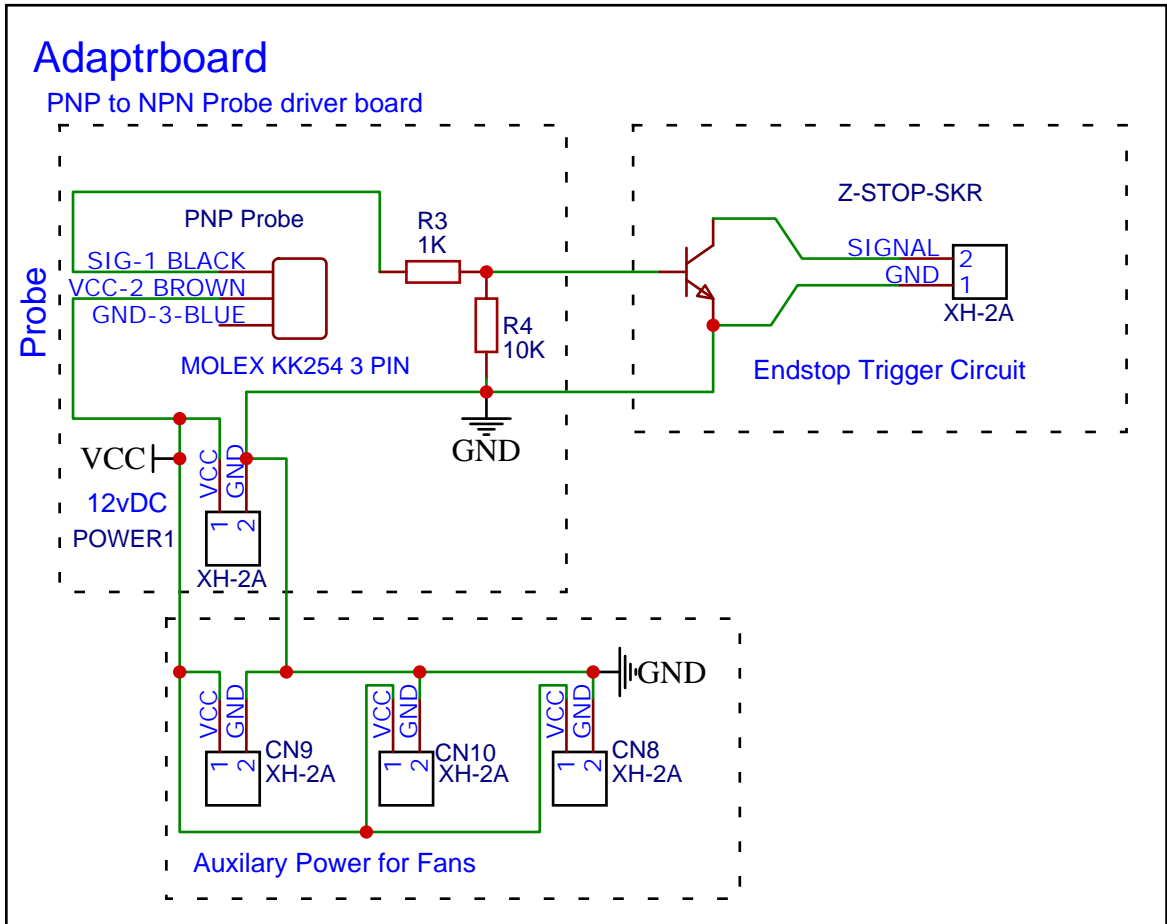 Adaptrboard
PNP to NPN Probe driver board
Probe
PNP Probe
SIG-1 BLACK
VCC-2 BROWN
GND-3-BLUE
MOLEX KK254 3 PIN
R3
1K
R4
10K
GND
VCC
12vDC
POWER1
VCC
GND
1
2
XH-2A
Z-STOP-SKR
SIGNAL
GND
2
1
XH-2A
Endstop Trigger Circuit
GND
VCC
GND
1
2
CN9
XH-2A
VCC
GND
1
2
CN10
XH-2A
VCC
GND
1
2
CN8
XH-2A
Auxilary Power for Fans